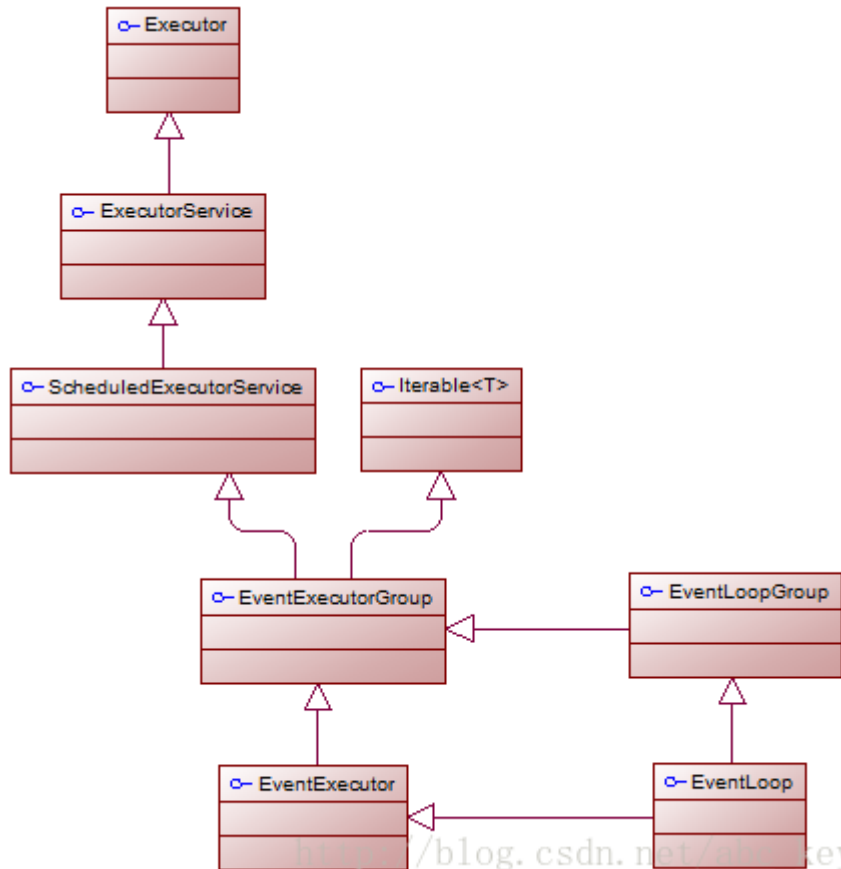 Executor
ExecutorService
ScheduledExecutorService
Iterable<T>
EventExecutorGroup
EventLoopGroup
EventExecutor
EventLoop
http://blog.csdn.net/